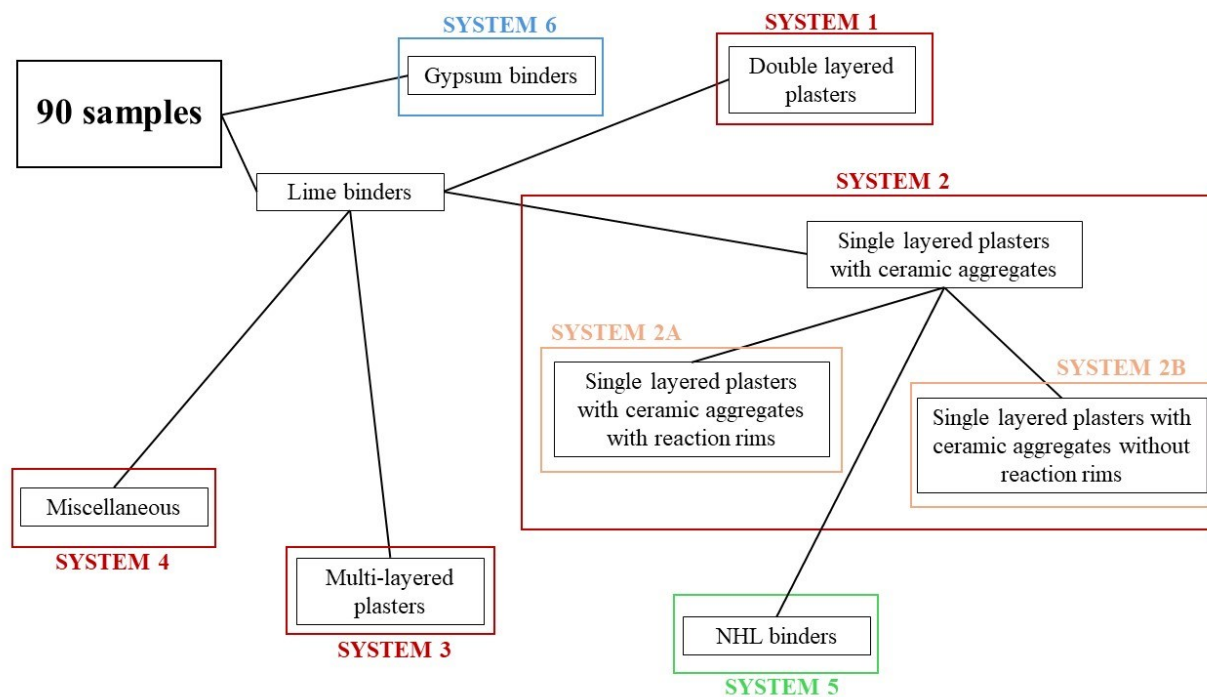 SYSTEM 6
Gypsum binders
SYSTEM 1
Double layered
plasters
90 samples
Lime binders
SYSTEM 2
Single layered plasters
with ceramic aggregates
SYSTEM 2A
Single layered plasters
with ceramic aggregates
with reaction rims
SYSTEM 2B
Single layered plasters with
ceramic aggregates without
reaction rims
Miscellaneous
SYSTEM 4
Multi-layered
plasters
SYSTEM 3
NHL binders
SYSTEM 5